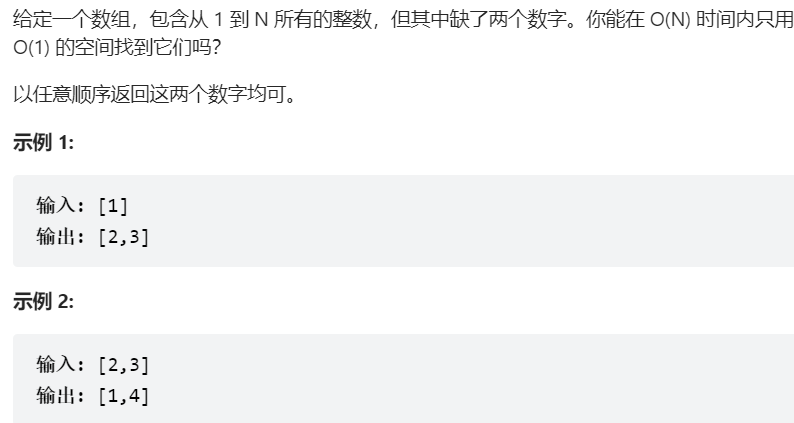 给定一个数组，包含从 1 到 N 所有的整数，但其中缺了两个数字。你能在 O(N) 时间内只用
O(1) 的空间找到它们吗？
以任意顺序返回这两个数字均可。
示例 1:
输入: [1]
输出: [2,3]
示例 2:
输入: [2,3]
输出: [1,4]